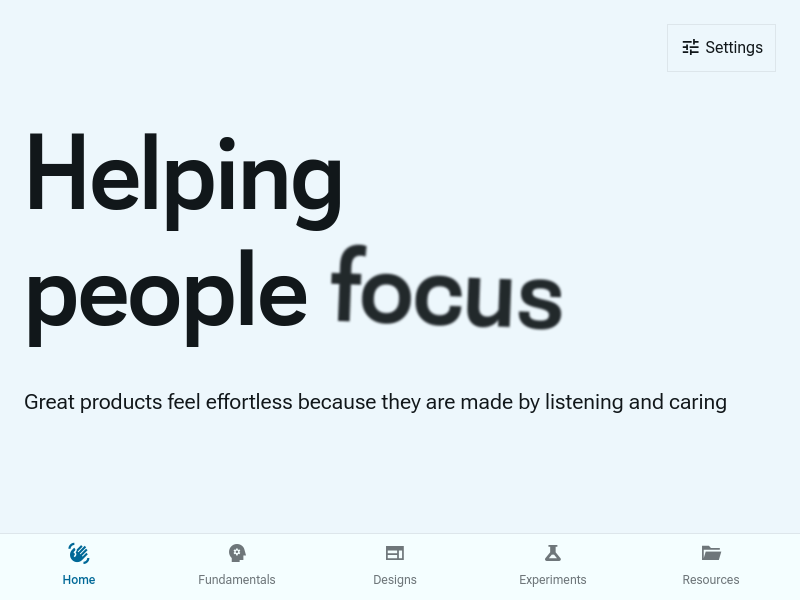 Settings
Helping
people focus
Great products feel effortless because they are made by listening and caring
Home
Fundamentals
Designs
Experiments
Resources